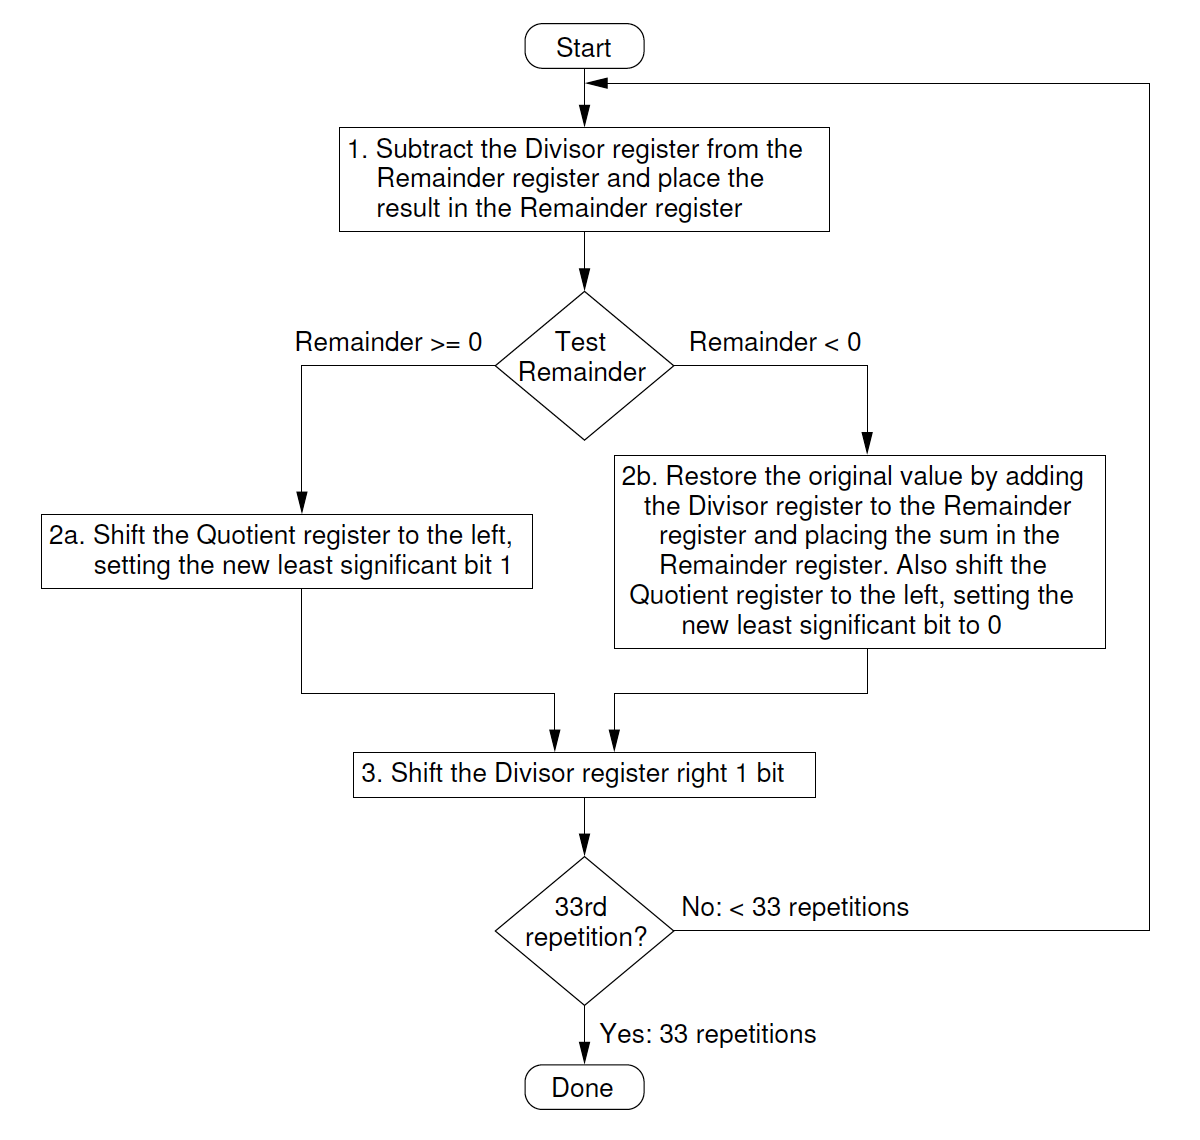 Start
1. Subtract the Divisor register from the
Remainder register and place the
result in the Remainder register
Test
Remainder
Remainder >= 0
Remainder < 0
2a. Shift the Quotient register to the left,
setting the new least significant bit 1
2b. Restore the original value by adding
the Divisor register to the Remainder
register and placing the sum in the
Remainder register. Also shift the
Quotient register to the left, setting the
new least significant bit to 0
3. Shift the Divisor register right 1 bit
33rd
repetition?
No: < 33 repetitions
Yes: 33 repetitions
Done